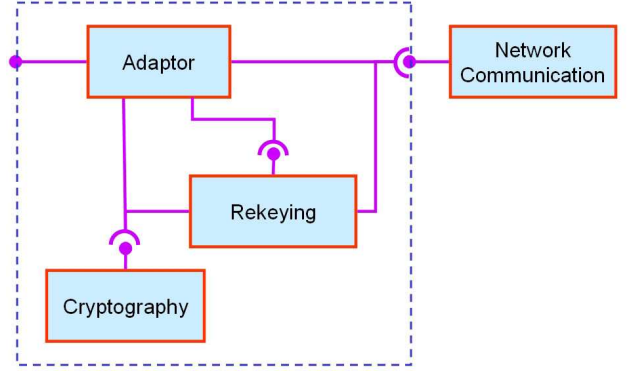 Adaptor
Network
Communication
Rekeying
Cryptography